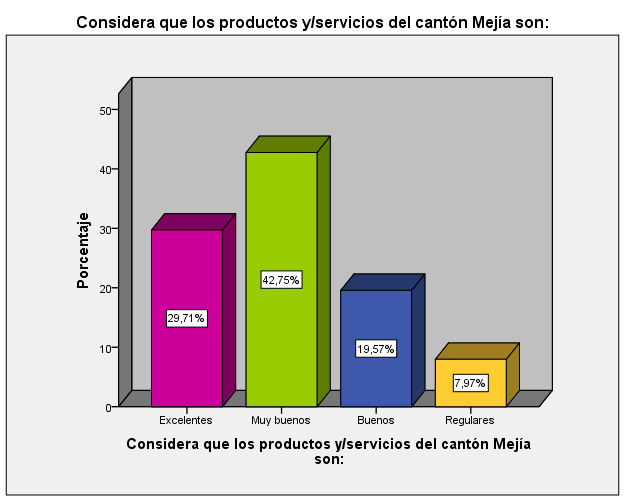 Considera que los productos y/servicios del cantón Mejía son:
Porcentaje
50
40
30
20
10
0
29,71%
42,75%
19,57%
7,97%
Excelentes
Muy buenos
Buenos
Regulares
Considera que los productos y/servicios del cantón Mejía
son: